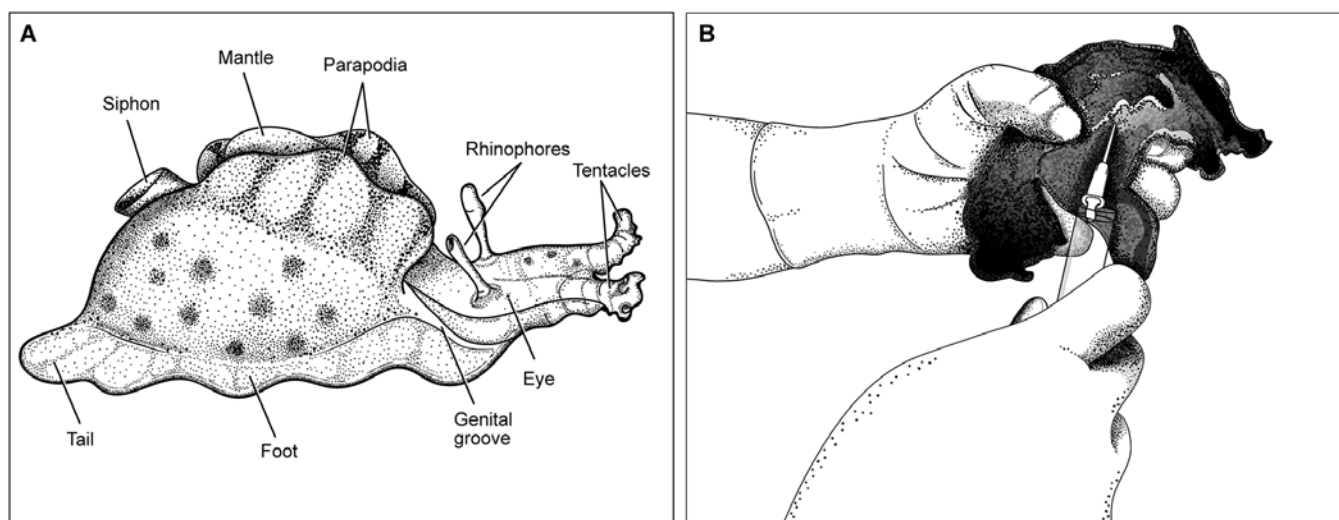 A
Mantle
Parapodia
Siphon
Rhinophores
Tentacles
Eye
Genital
groove
Foot
Tail
B